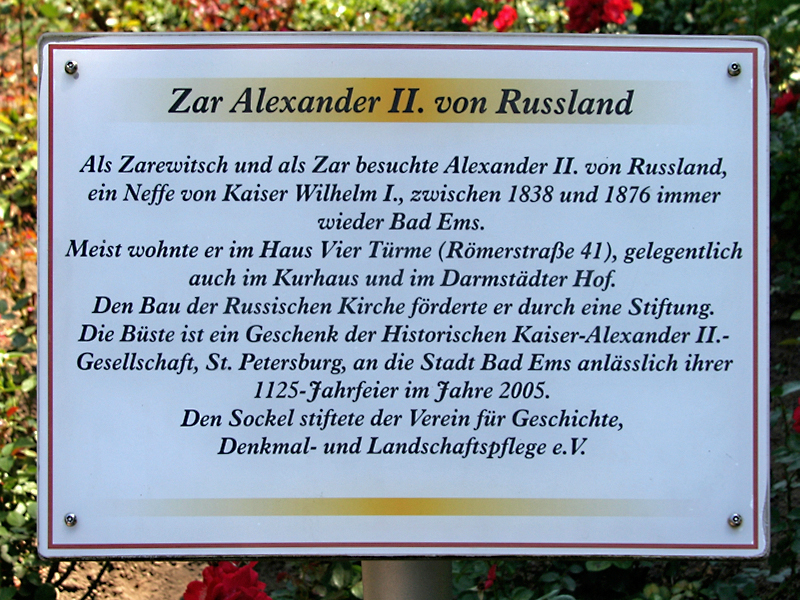 Zar Alexander II. von Russland
Als Zarewitsch und als Zar besuchte Alexander II. von Russland,
ein Neffe von Kaiser Wilhelm I., zwischen 1838 und 1876 immer
wieder Bad Ems.
Meist wohnte er im Haus Vier Türme (Römerstraße 41), gelegentlich
auch im Kurhaus und im Darmstädter Hof.
Den Bau der Russischen Kirche förderte er durch eine Stiftung.
Die Büste ist ein Geschenk der Historischen Kaiser-Alexander II.-
Gesellschaft, St. Petersburg, an die Stadt Bad Ems anlässlich ihrer
1125-Jahrfeier im Jahre 2005.
Den Sockel stiftete der Verein für Geschichte,
Denkmal- und Landschaftspflege e.V.